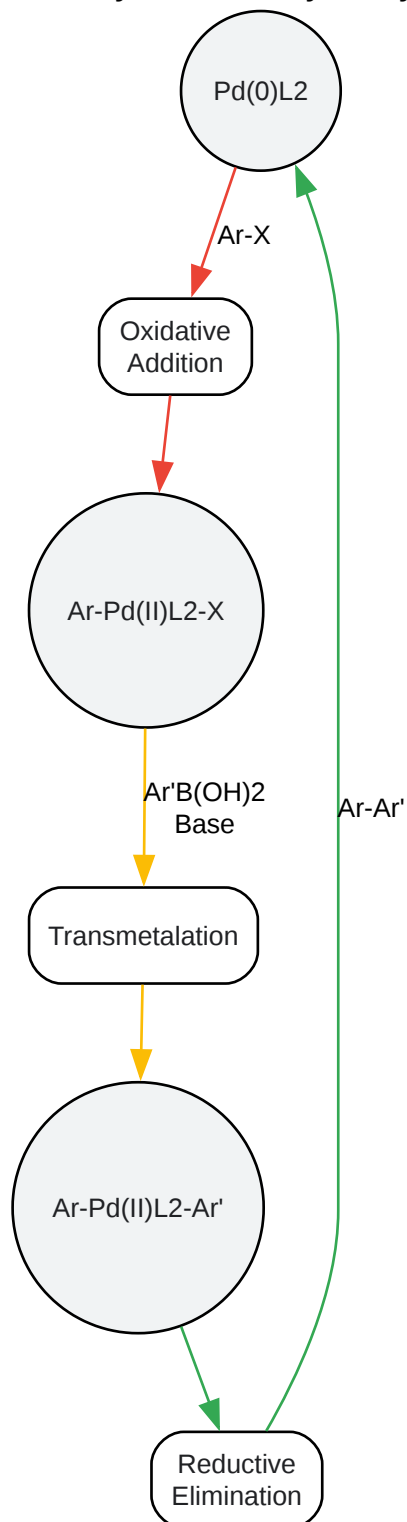 Pd(0)L2
Ar-X
Oxidative
Addition
Ar-Pd(II)L2-X
Ar'B(OH)2
Base
Ar-Ar'
Transmetalation
Ar-Pd(II)L2-Ar'
Reductive
Elimination